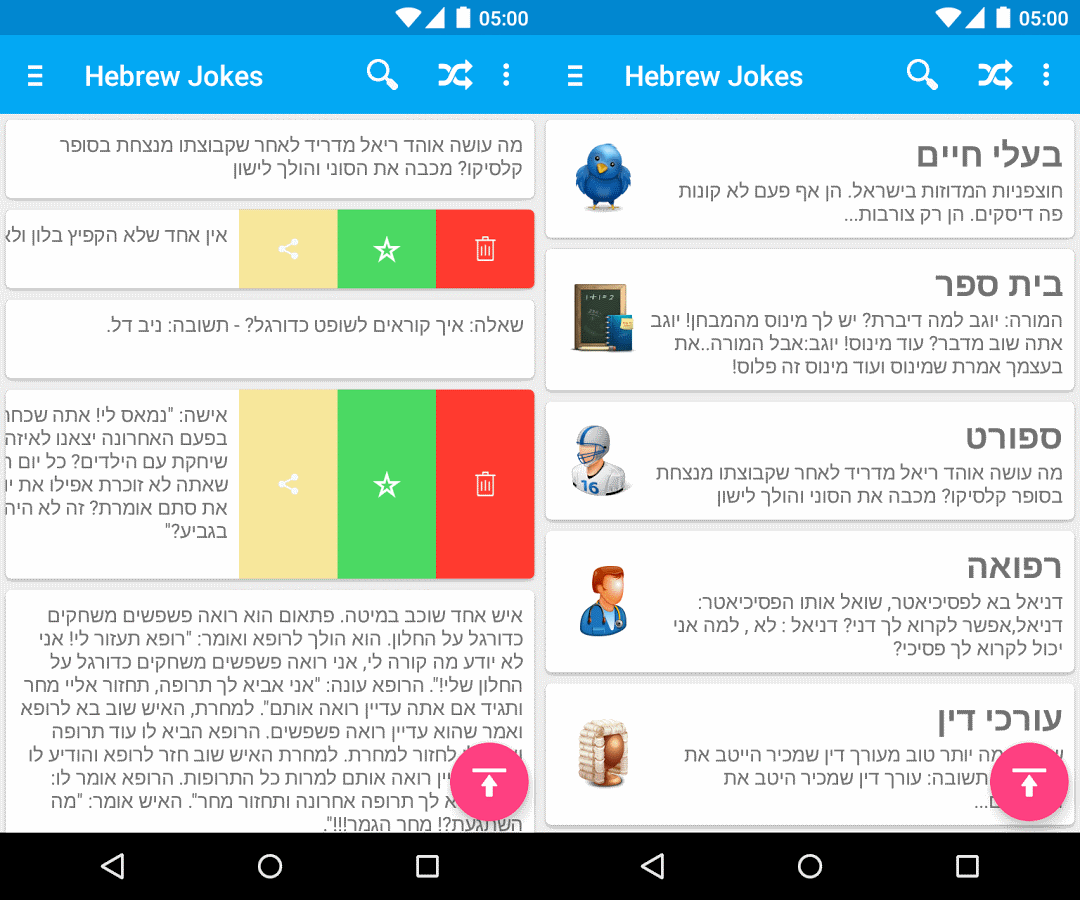 05:00
Hebrew Jokes
מה עושה אוהד ריאל מדריד לאחר שקבוצתו מנצחת בסופר
קלסיקו? מכבה את הסוני והולך לישון
אין אחד שלא הקפיץ בלון ולא
שאלה: איך קוראים לשופט כדורגל? - תשובה: ניב דל.
אישה: "נמאס לי! אתה שכחת
בפעם האחרונה יצאנו לאיזה
שיחקת עם הילדים? כל יום
שאתה לא זוכרת אפילו את
את סתם אומרת? זה לא היה
בגביע?"
איש אחד שוכב במיטה. פתאום הוא רואה פשפשים משחקים
כדורגל על החלון. הוא הולך לרופא ואומר: "רופא תעזור לי! אני
לא יודע מה קורה לי, אני רואה פשפשים משחקים כדורגל על
החלון שלי!". הרופא עונה: "אני אביא לך תרופה, תחזור אליי מחר
ותגיד אם אתה עדיין רואה אותם". למחרת, האיש שוב בא לרופא
ואמר שהוא עדיין רואה פשפשים. הרופא הביא לו עוד תרופה
לחזור למחרת. למחרת האיש שוב חזר לרופא והודיע לו
רואה אותם למרות כל התרופות. הרופא אומר לו:
לך תרופה אחרונה ותחזור מחר". האיש אומר: "מה
השתגעת?! מחר הגמר!!!".
05:00
Hebrew Jokes
בעלי חיים
חוצפניות המדוזות בישראל. הן אף פעם לא קונות
פה דיסקים. הן רק צורבות...
בית ספר
המורה: יוגב למה דיברת? יש לך מינוס מהמבחן! יוגב
אתה שוב מדבר? עוד מינוס! יוגב:אבל המורה..את
בעצמך אמרת שמינוס ועוד מינוס זה פלוס!
ספורט
מה עושה אוהד ריאל מדריד לאחר שקבוצתו מנצחת
בסופר קלסיקו? מכבה את הסוני והולך לישון
רפואה
דניאל בא לפסיכיאטר, שואל אותו הפסיכיאטר:
דניאל,אפשר לקרוא לך דני? דניאל : לא , למה אני
יכול לקרוא לך פסיכי?
עורכי דין
מה יותר טוב מעורך דין שמכיר הייטב את
תשובה: עורך דין שמכיר היטב את